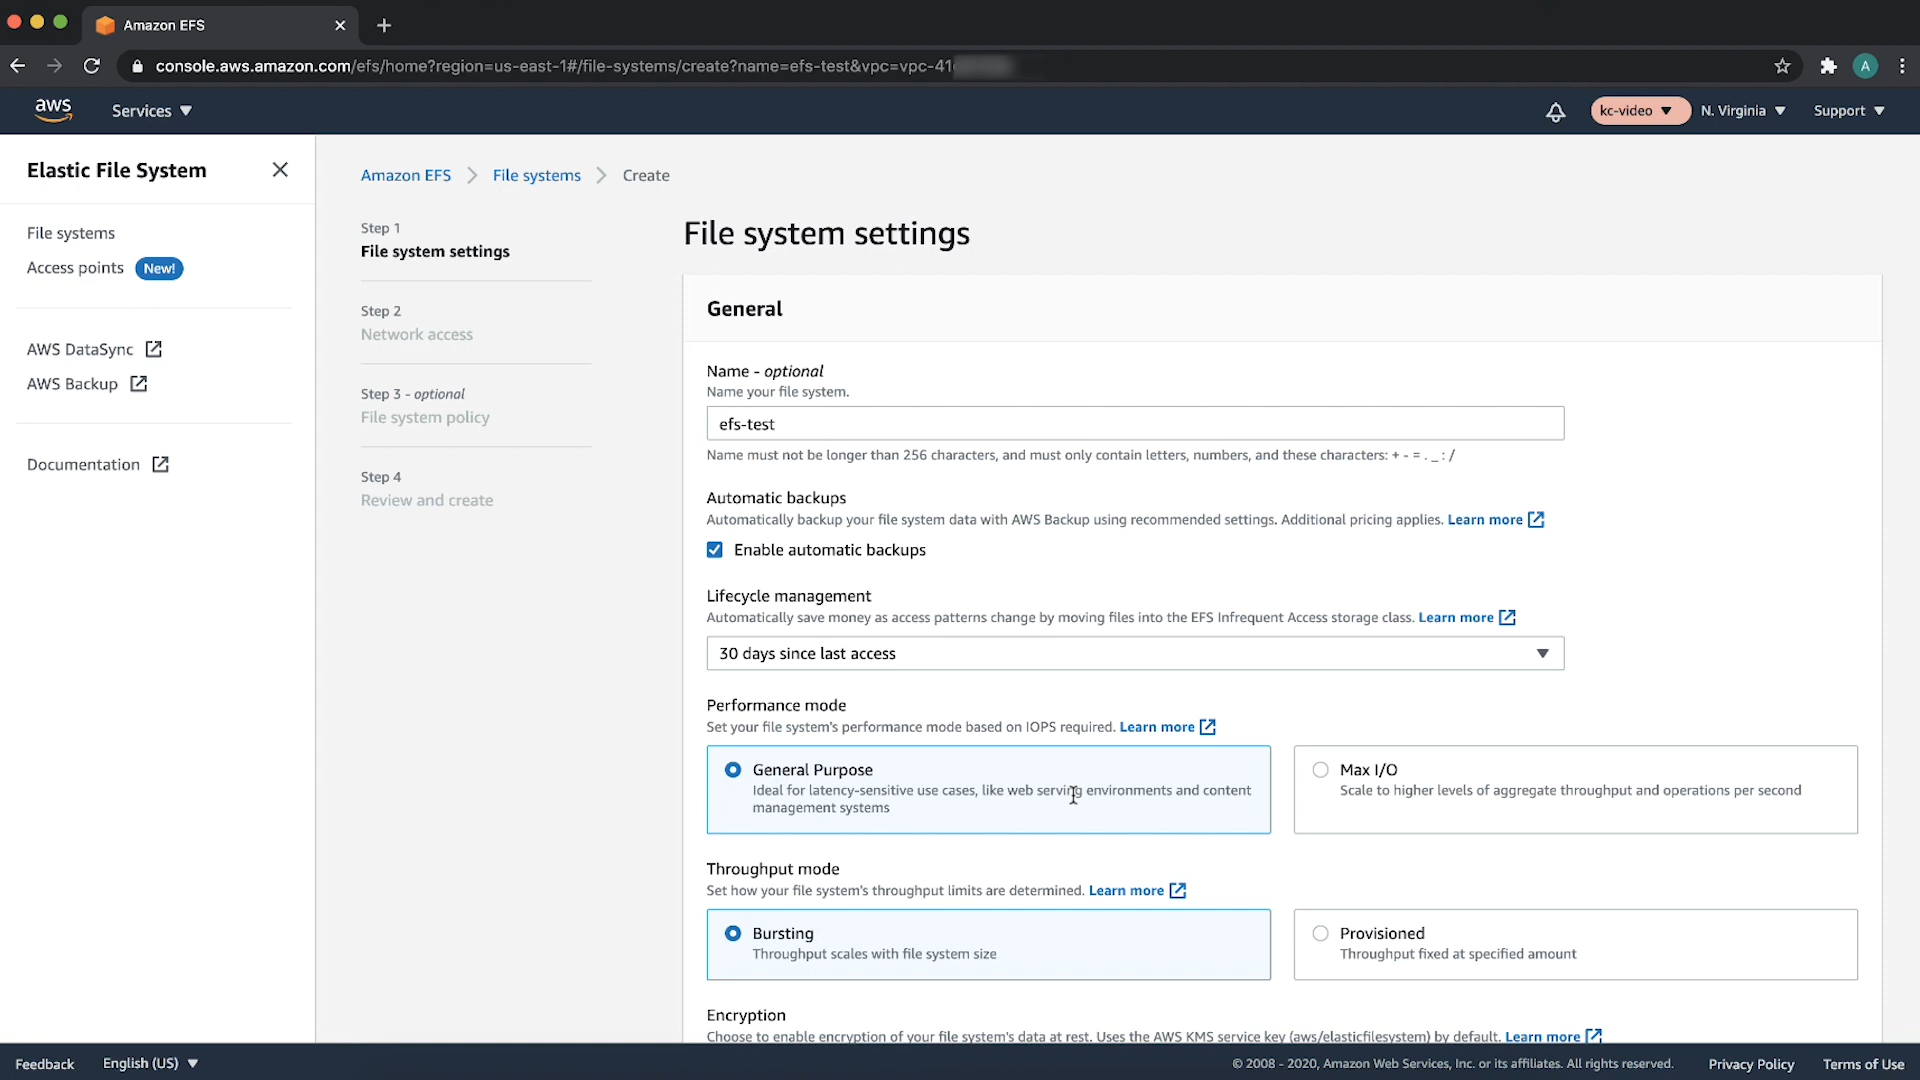 Amazon EFS
console.aws.amazon.com/efs/home?region=us-east-1#/file-systems/create?name=efs-test&vpc=vpc-41
A
aws
Services
kc-video
N. Virginia
Support
Elastic File System
File systems
Access points New!
AWS DataSync
AWS Backup
Documentation
Amazon EFS
File systems
Create
Step 1
File system settings
Step 2
Network access
Step 3 - optional
File system policy
Step 4
Review and create
File system settings
General
Name - optional
Name your file system.
efs-test
Name must not be longer than 256 characters, and must only contain letters, numbers, and these characters: + - = . _ : /
Automatic backups
Automatically backup your file system data with AWS Backup using recommended settings. Additional pricing applies. Learn more
Enable automatic backups
Lifecycle management
Automatically save money as access patterns change by moving files into the EFS Infrequent Access storage class. Learn more
30 days since last access
Performance mode
Set your file system's performance mode based on IOPS required. Learn more
General Purpose
Ideal for latency-sensitive use cases, like web serving environments and content
management systems
Max I/O
Scale to higher levels of aggregate throughput and operations per second
Throughput mode
Set how your file system's throughput limits are determined. Learn more
Bursting
Throughput scales with file system size
Provisioned
Throughput fixed at specified amount
Encryption
Choose to enable encryption of your file system's data at rest. Uses the AWS KMS service key (aws/elasticfilesystem) by default. Learn more
Feedback
English (US)
© 2008 - 2020, Amazon Web Services, Inc. or its affiliates. All rights reserved.
Privacy Policy
Terms of Use